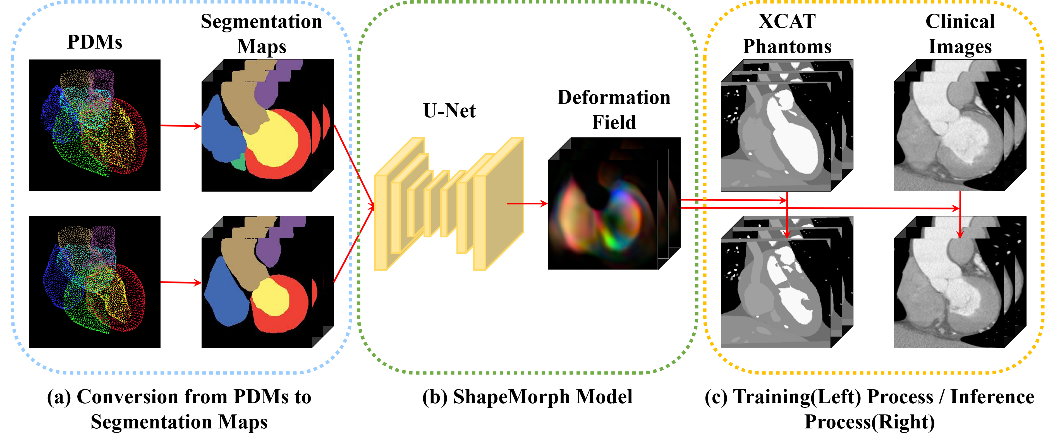 PDMs
Segmentation
Maps
U-Net
Deformation
Field
XCAT
Phantoms
Clinical
Images
(a) Conversion from PDMs to
Segmentation Maps
(b) ShapeMorph Model
(c) Training(Left) Process / Inference
Process(Right)